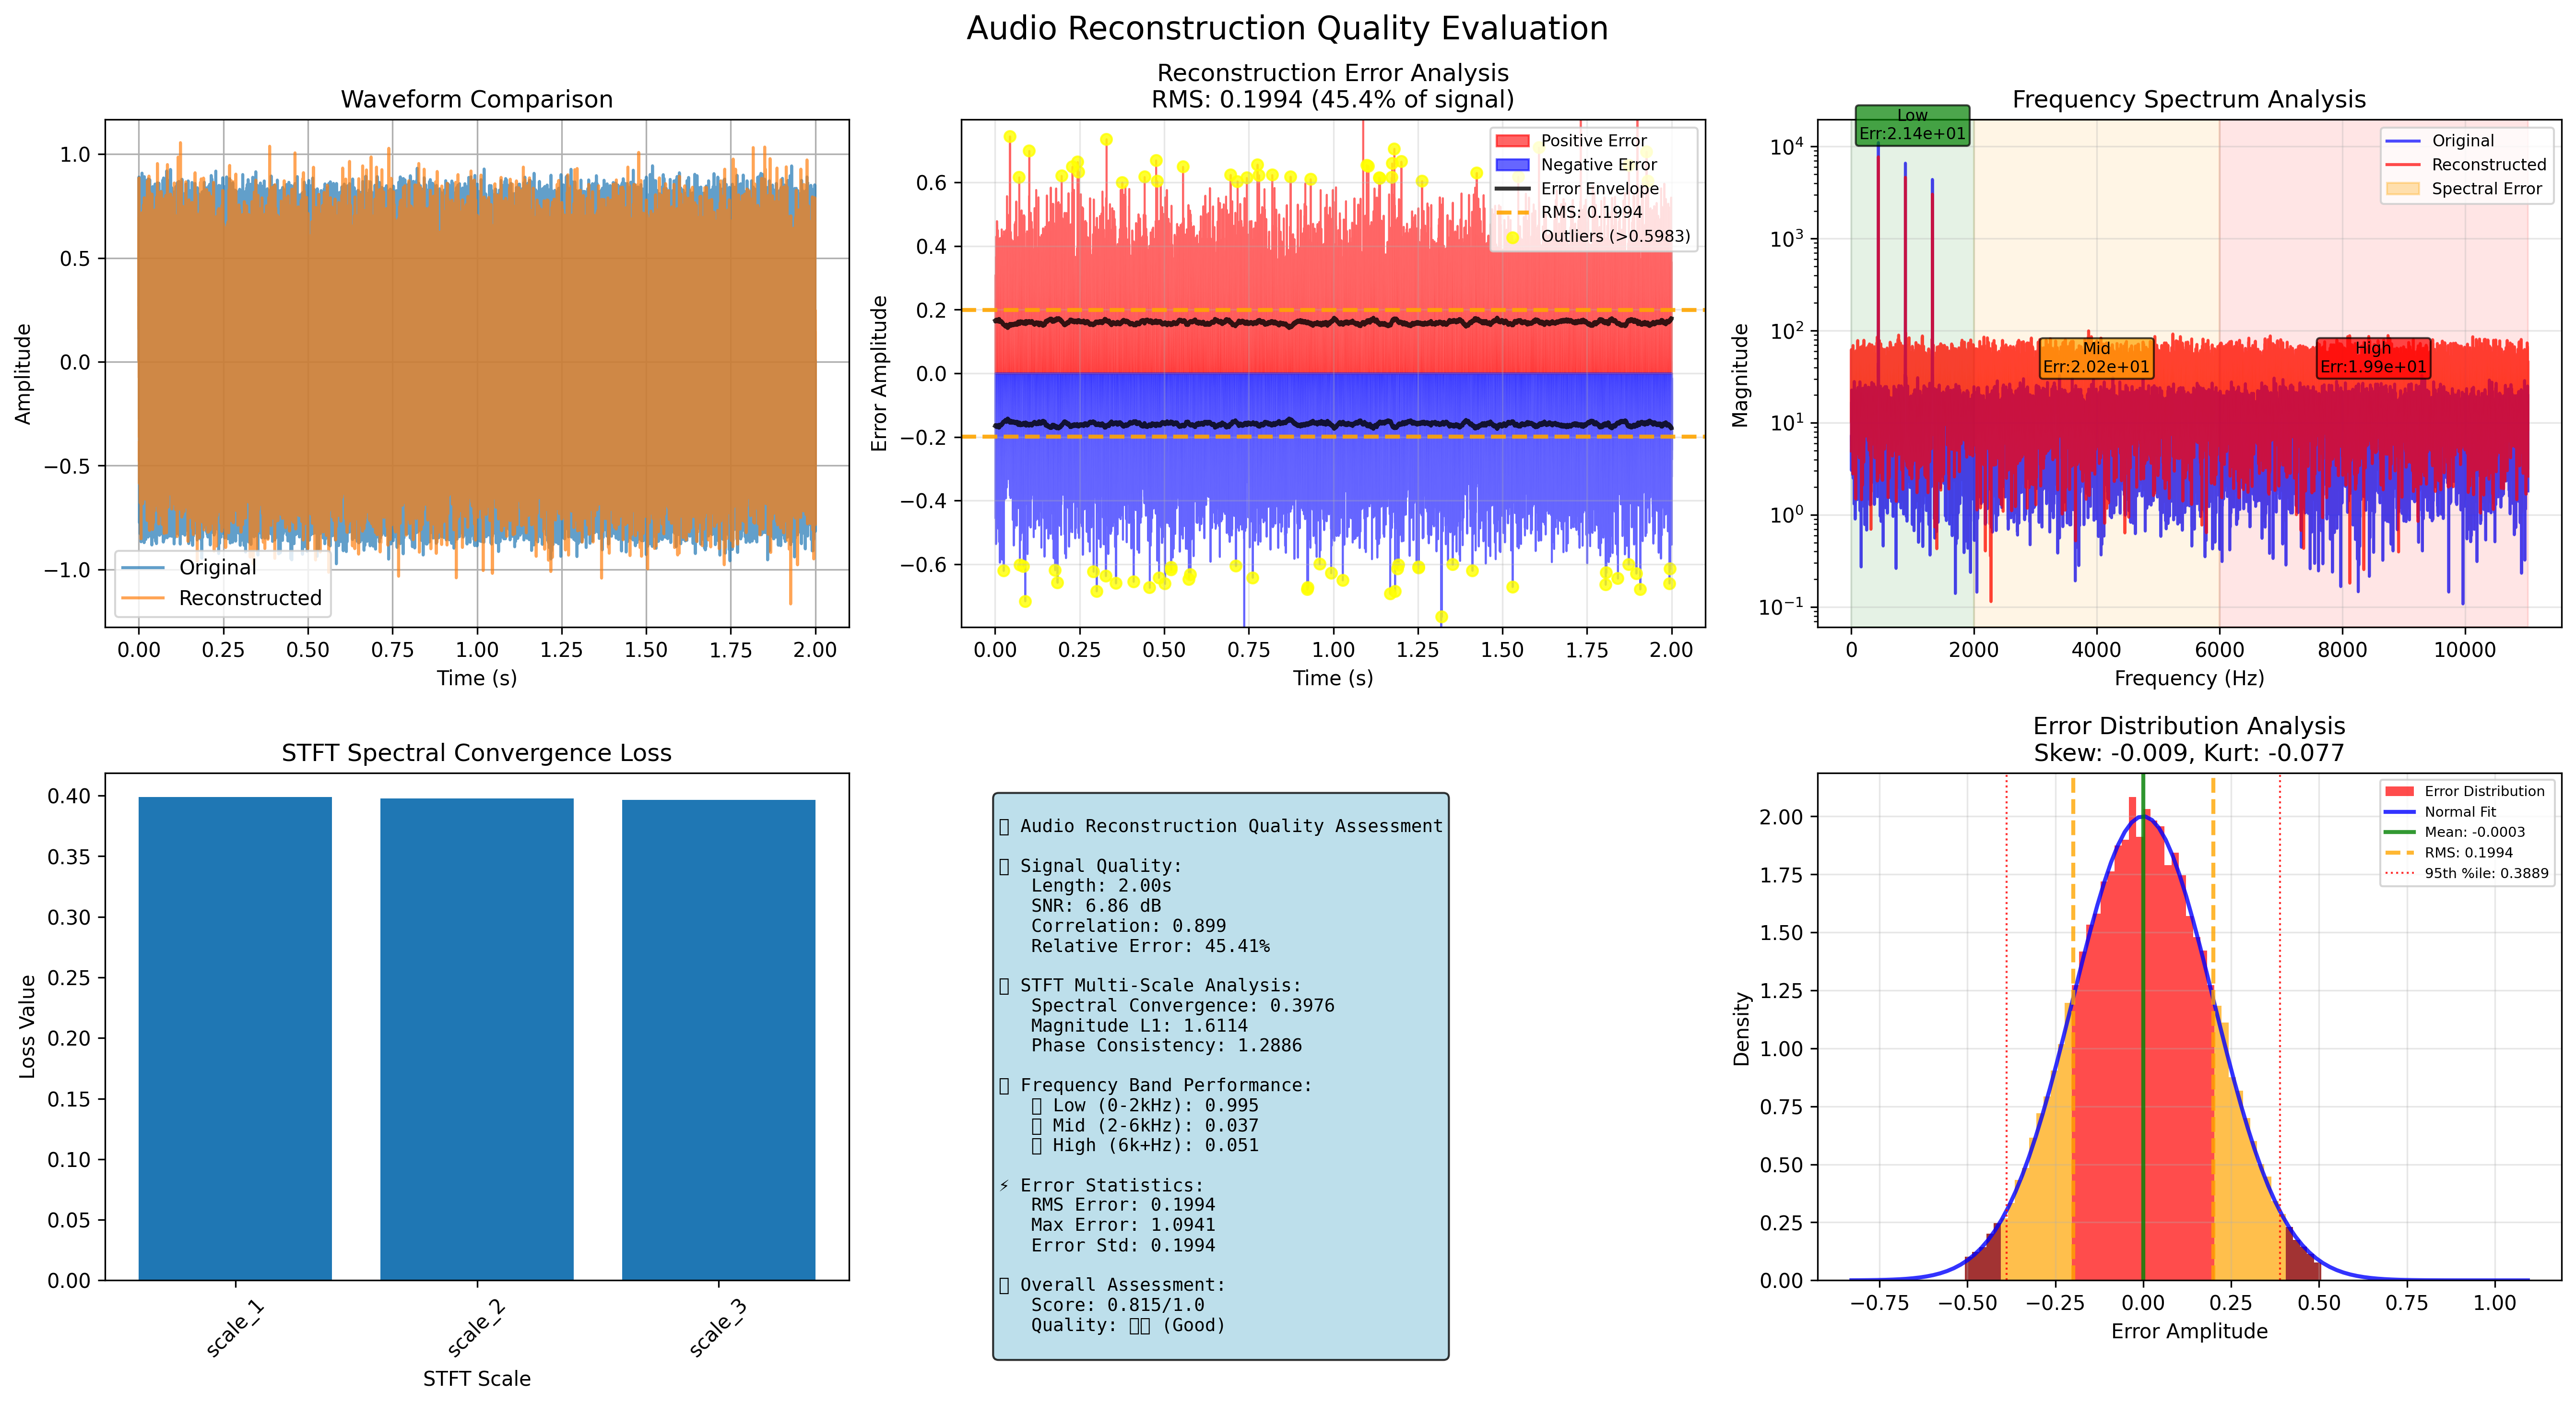 Audio Reconstruction Quality Evaluation
Waveform Comparison
1.0
0.5
0.0
−0.5
−1.0
Amplitude
Original
Reconstructed
0.00 0.25 0.50 0.75 1.00 1.25 1.50 1.75 2.00
Time (s)
Reconstruction Error Analysis
RMS: 0.1994 (45.4% of signal)
0.6
0.4
0.2
0.0
−0.2
−0.4
−0.6
Error Amplitude
Positive Error
Negative Error
Error Envelope
RMS: 0.1994
Outliers (>0.5983)
0.00 0.25 0.50 0.75 1.00 1.25 1.50 1.75 2.00
Time (s)
Frequency Spectrum Analysis
10⁴
10³
10²
10¹
10⁰
10⁻¹
Magnitude
Low
Err:2.14e+01
Mid
Err:2.02e+01
High
Err:1.99e+01
Original
Reconstructed
Spectral Error
0 2000 4000 6000 8000 10000
Frequency (Hz)
STFT Spectral Convergence Loss
0.40
0.35
0.30
0.25
0.20
0.15
0.10
0.05
0.00
Loss Value
scale_1 scale_2 scale_3
STFT Scale
Audio Reconstruction Quality Assessment
Signal Quality:
Length: 2.00s
SNR: 6.86 dB
Correlation: 0.899
Relative Error: 45.41%
STFT Multi-Scale Analysis:
Spectral Convergence: 0.3976
Magnitude L1: 1.6114
Phase Consistency: 1.2886
Frequency Band Performance:
Low (0-2kHz): 0.995
Mid (2-6kHz): 0.037
High (6k+Hz): 0.051
⚡ Error Statistics:
RMS Error: 0.1994
Max Error: 1.0941
Error Std: 0.1994
Overall Assessment:
Score: 0.815/1.0
Quality: (Good)
Error Distribution Analysis
Skew: -0.009, Kurt: -0.077
2.00
1.75
1.50
1.25
1.00
0.75
0.50
0.25
0.00
Density
Error Distribution
Normal Fit
Mean: -0.0003
RMS: 0.1994
95th %ile: 0.3889
−0.75 −0.50 −0.25 0.00 0.25 0.50 0.75 1.00
Error Amplitude